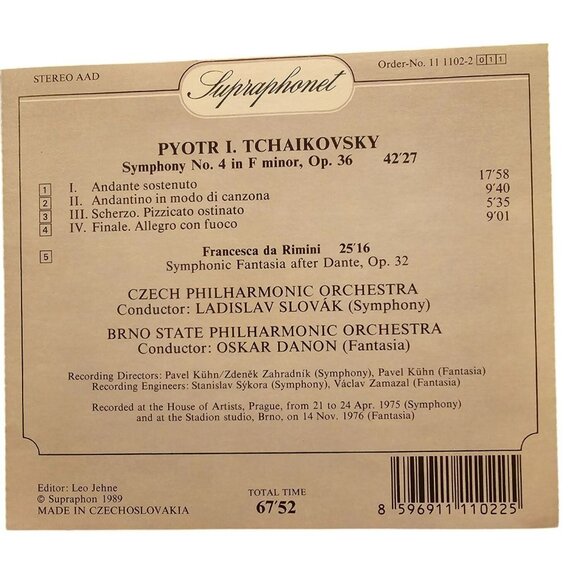 STEREO AAD
Supraphonet
Order-No. 11 1102-2 011
PYOTR I. TCHAIKOVSKY
Symphony No. 4 in F minor, Op. 36 42′27
1 I. Andante sostenuto 17′58
2 II. Andantino in modo di canzona 9′40
3 III. Scherzo. Pizzicato ostinato 5′35
4 IV. Finale. Allegro con fuoco 9′01
5 Francesca da Rimini 25′16
Symphonic Fantasia after Dante, Op. 32
CZECH PHILHARMONIC ORCHESTRA
Conductor: LADISLAV SLOVÁK (Symphony)
BRNO STATE PHILHARMONIC ORCHESTRA
Conductor: OSKAR DANON (Fantasia)
Recording Directors: Pavel Kühn/Zdeněk Zahradník (Symphony), Pavel Kühn (Fantasia)
Recording Engineers: Stanislav Sýkora (Symphony), Václav Zamazal (Fantasia)
Recorded at the House of Artists, Prague, from 21 to 24 Apr. 1975 (Symphony)
and at the Stadion studio, Brno, on 14 Nov. 1976 (Fantasia)
Editor: Leo Jehne
© Supraphon 1989
MADE IN CZECHOSLOVAKIA
TOTAL TIME
67′52
8 596911 110225